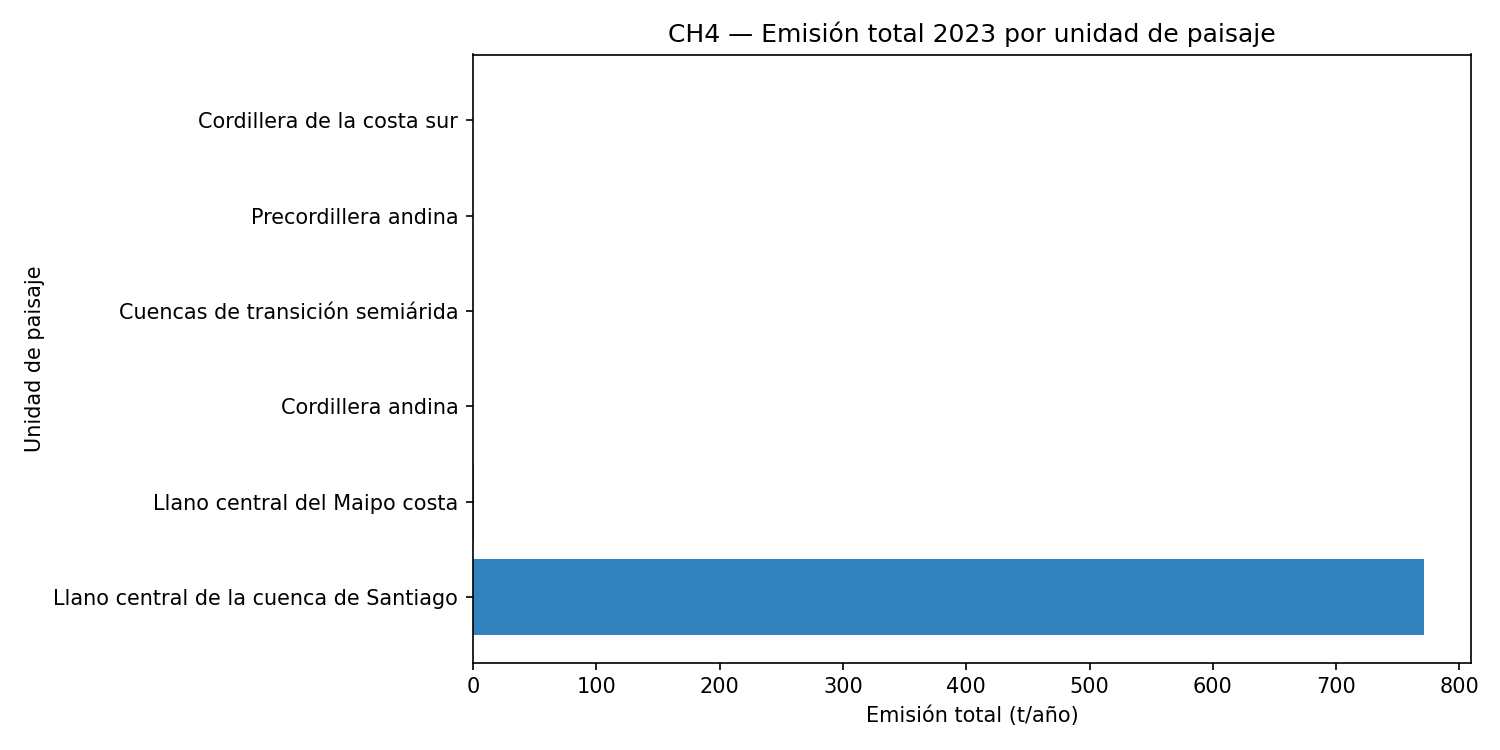 CH4 — Emisión total 2023 por unidad de paisaje
Unidad de paisaje
Cordillera de la costa sur
Precordillera andina
Cuencas de transición semiárida
Cordillera andina
Llano central del Maipo costa
Llano central de la cuenca de Santiago
0 100 200 300 400 500 600 700 800
Emisión total (t/año)